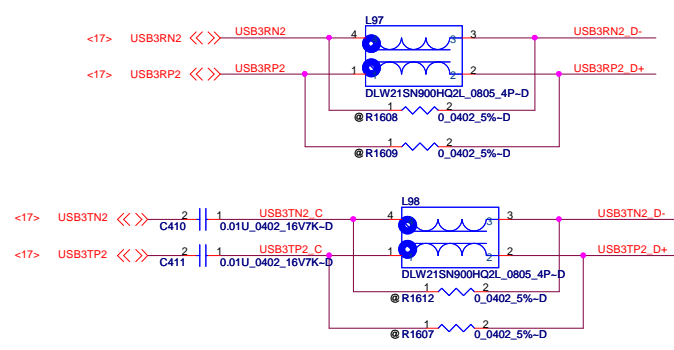 L97
<17> USB3RN2 USB3RN2 4 3 3 USB3RN2_D-
<17> USB3RP2 USB3RP2 1 2 2 USB3RP2_D+
DLW21SN900HQ2L_0805_4P~D
1 2
@ R1608 0_0402_5%~D
1 2
@ R1609 0_0402_5%~D
L98
<17> USB3TN2 2 1 USB3TN2_C 4 3 3 USB3TN2_D-
C410 0.01U_0402_16V7K~D
<17> USB3TP2 2 1 USB3TP2_C 1 2 2 USB3TP2_D+
C411 0.01U_0402_16V7K~D
DLW21SN900HQ2L_0805_4P~D
1 2
@ R1612 0_0402_5%~D
1 2
@ R1607 0_0402_5%~D